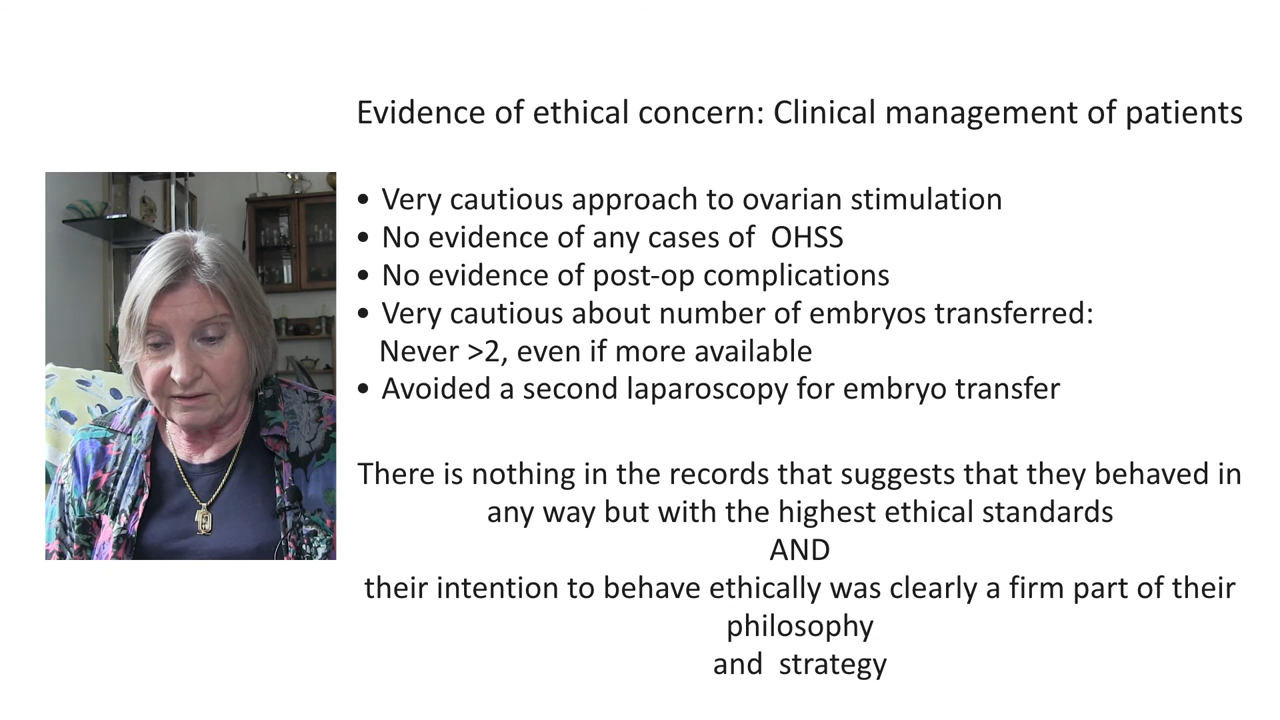 Evidence of ethical concern: Clinical management of patients
• Very cautious approach to ovarian stimulation
• No evidence of any cases of  OHSS
• No evidence of post-op complications
• Very cautious about number of embryos transferred:
Never >2, even if more available
• Avoided a second laparoscopy for embryo transfer
There is nothing in the records that suggests that they behaved in
any way but with the highest ethical standards
AND
their intention to behave ethically was clearly a firm part of their
philosophy
and  strategy